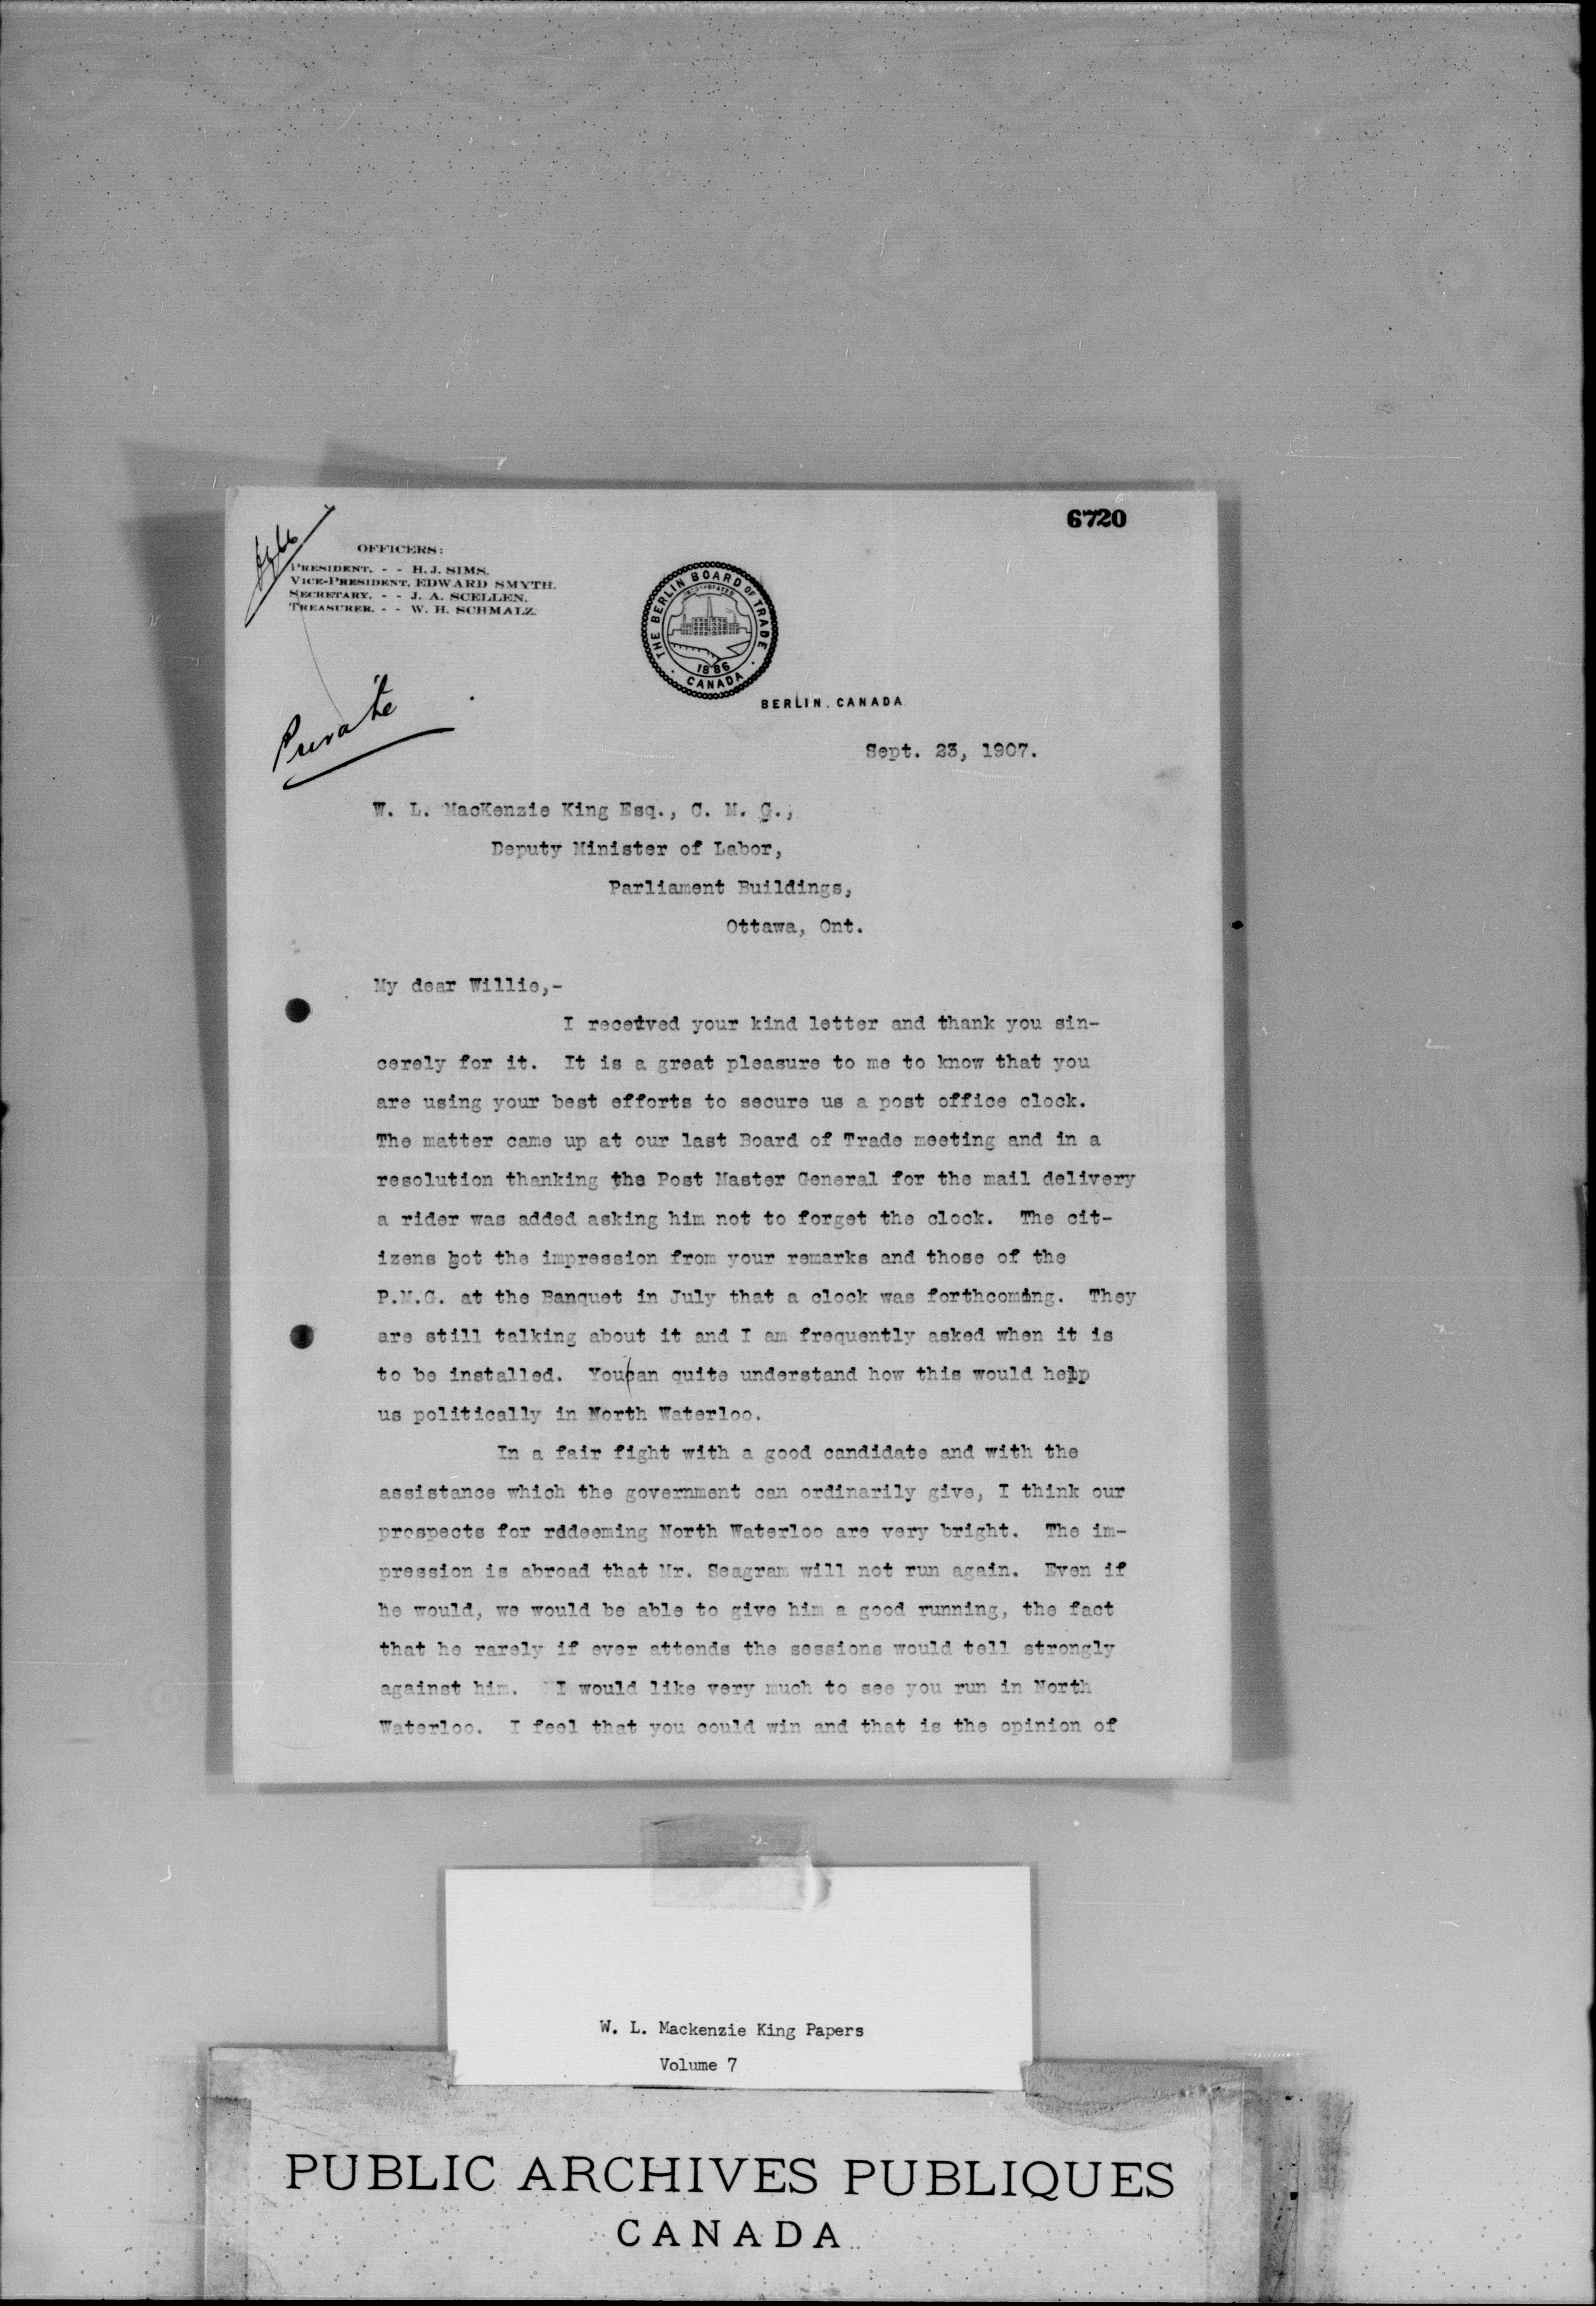 6720
OFFICERS:
PRESIDENT, - - H. J. SIMS.
VICE-PRESIDENT, EDWARD SMYTH.
SECRETARY, - - J. A. SCELLEN.
TREASURER, - - W. H. SCHMALZ.
THE BERLIN BOARD OF TRADE
INCORPORATED
1886
CANADA
BERLIN, CANADA
Private
Sept. 23, 1907.
W. L. MacKenzie King Esq., C. M. G.,
Deputy Minister of Labor,
Parliament Buildings,
Ottawa, Ont.
My dear Willie,-
I received your kind letter and thank you sin-
cerely for it. It is a great pleasure to me to know that you
are using your best efforts to secure us a post office clock.
The matter came up at our last Board of Trade meeting and in a
resolution thanking the Post Master General for the mail delivery
a rider was added asking him not to forget the clock. The cit-
izens got the impression from your remarks and those of the
P.M.G. at the Banquet in July that a clock was forthcoming. They
are still talking about it and I am frequently asked when it is
to be installed. You/can quite understand how this would help
us politically in North Waterloo.
In a fair fight with a good candidate and with the
assistance which the government can ordinarily give, I think our
prospects for redeeming North Waterloo are very bright. The im-
pression is abroad that Mr. Seagram will not run again. Even if
he would, we would be able to give him a good running, the fact
that he rarely if ever attends the sessions would tell strongly
against him. I would like very much to see you run in North
Waterloo. I feel that you could win and that is the opinion of
W. L. Mackenzie King Papers
Volume 7
PUBLIC ARCHIVES PUBLIQUES
CANADA